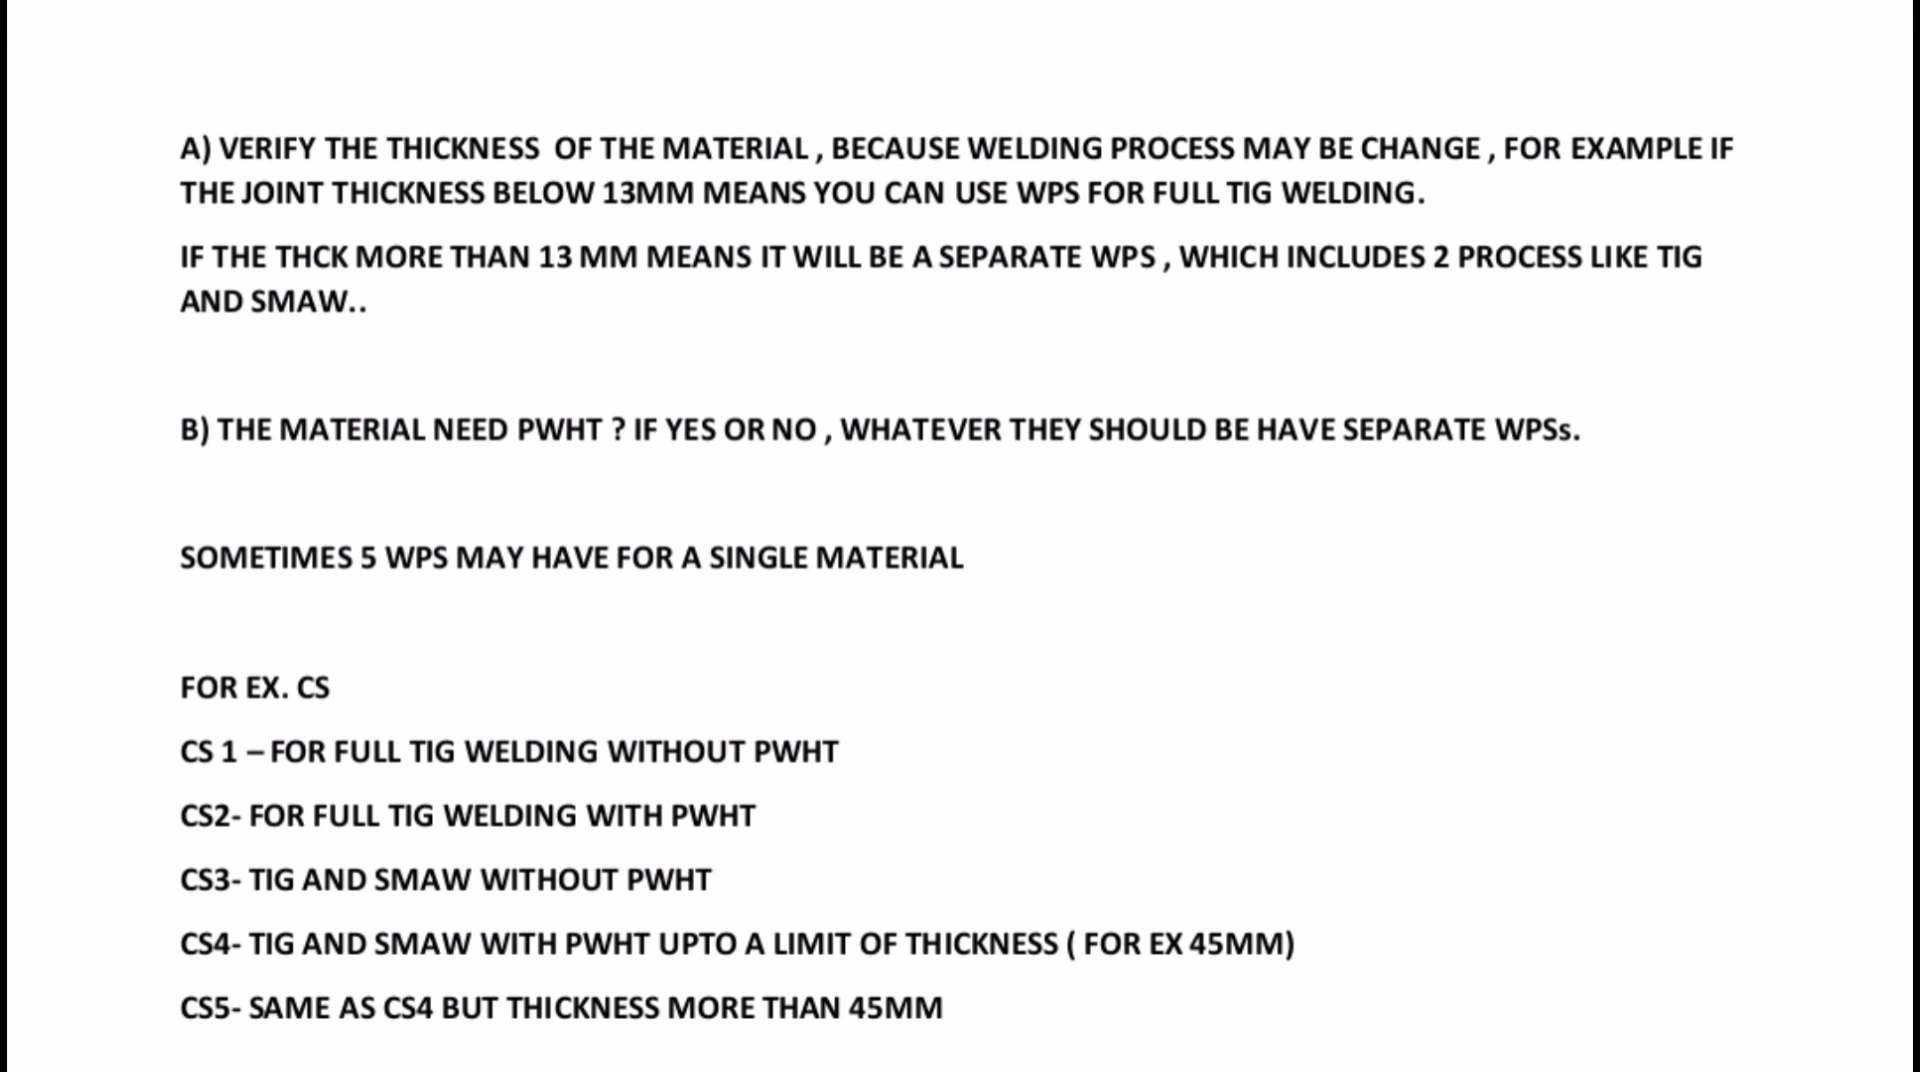 A) VERIFY THE THICKNESS OF THE MATERIAL , BECAUSE WELDING PROCESS MAY BE CHANGE , FOR EXAMPLE IF
THE JOINT THICKNESS BELOW 13MM MEANS YOU CAN USE WPS FOR FULL TIG WELDING.
IF THE THCK MORE THAN 13 MM MEANS IT WILL BE A SEPARATE WPS , WHICH INCLUDES 2 PROCESS LIKE TIG
AND SMAW..
B) THE MATERIAL NEED PWHT ? IF YES OR NO , WHATEVER THEY SHOULD BE HAVE SEPARATE WPSs.
SOMETIMES 5 WPS MAY HAVE FOR A SINGLE MATERIAL
FOR EX. CS
CS 1 – FOR FULL TIG WELDING WITHOUT PWHT
CS2- FOR FULL TIG WELDING WITH PWHT
CS3- TIG AND SMAW WITHOUT PWHT
CS4- TIG AND SMAW WITH PWHT UPTO A LIMIT OF THICKNESS ( FOR EX 45MM)
CS5- SAME AS CS4 BUT THICKNESS MORE THAN 45MM